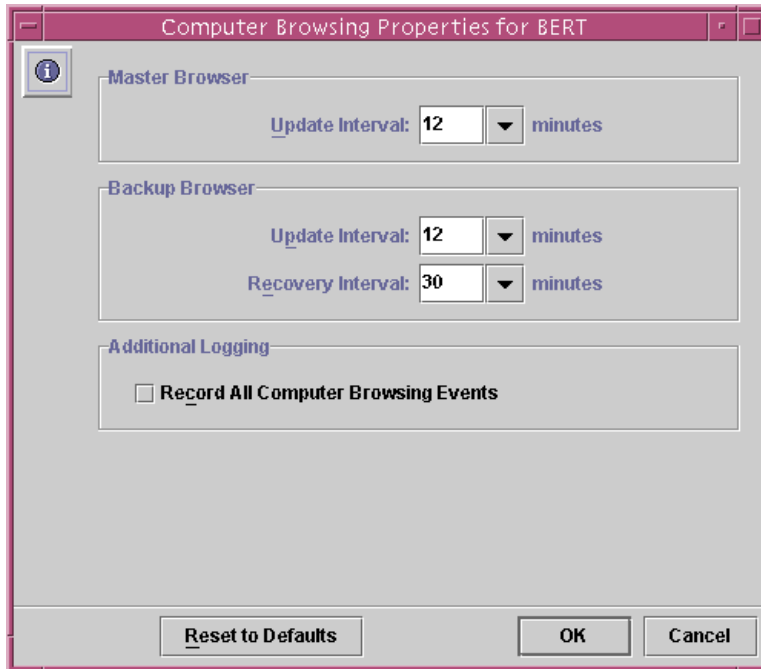 Computer Browsing Properties for BERT
Master Browser
Update Interval: 12 minutes
Backup Browser
Update Interval: 12 minutes
Recovery Interval: 30 minutes
Additional Logging
Record All Computer Browsing Events
Reset to Defaults OK Cancel